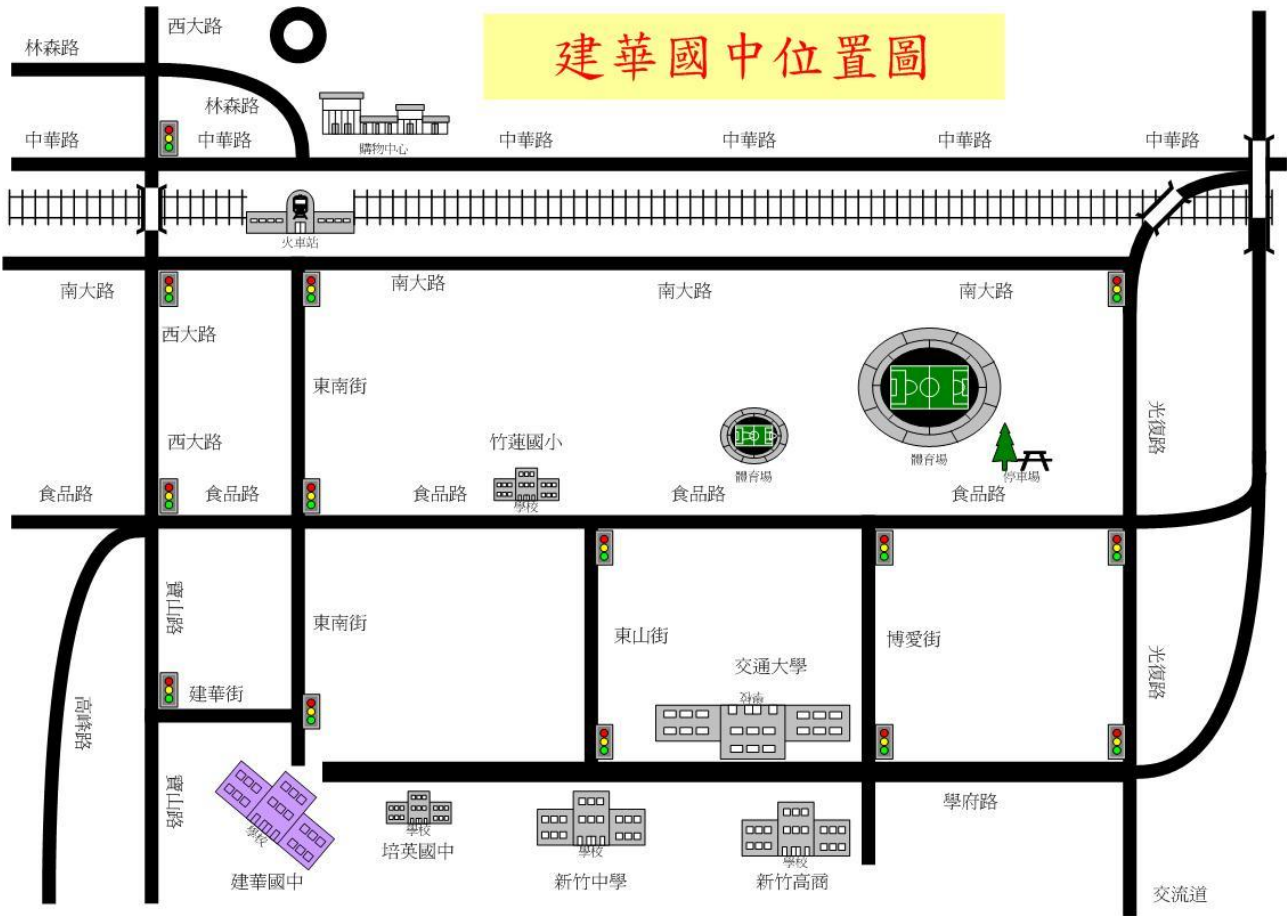 西大路
建華國中位置圖
林森路
林森路
中華路
中華路
購物中心
中華路
中華路
中華路
中華路
火車站
南大路
南大路
南大路
南大路
西大路
東南街
光復路
西大路
竹蓮國小
體育場
體育場
停車場
食品路
食品路
學校
食品路
食品路
寶山路
東南街
東山街
博愛街
光復路
交通大學
學校
建華街
高峰路
寶山路
學校
建華國中
學校
培英國中
學校
新竹中學
學校
新竹高商
學府路
交流道